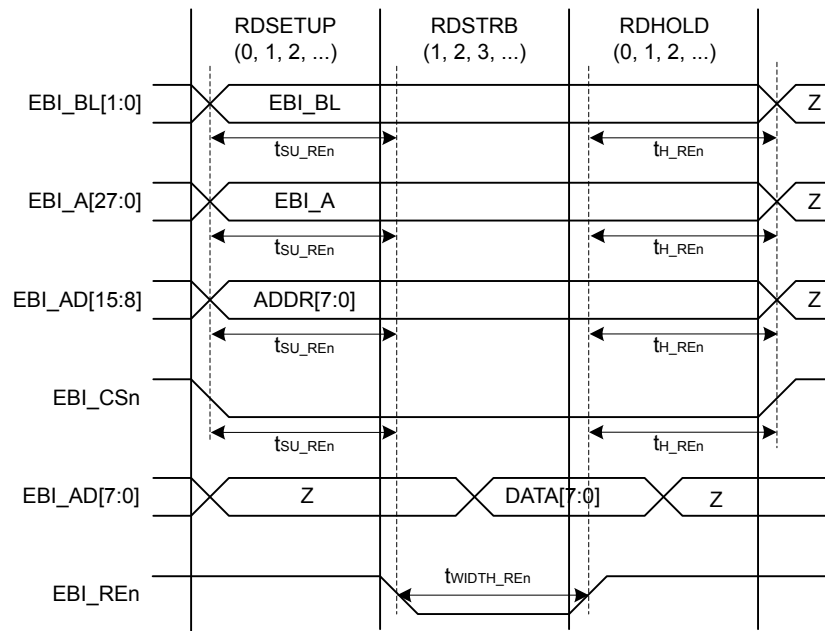 RDSETUP RDSTRB RDHOLD
(0, 1, 2, ...) (1, 2, 3, ...) (0, 1, 2, ...)
EBI_BL[1:0] EBI_BL Z
tSU_REn tH_REn
EBI_A[27:0] EBI_A Z
tSU_REn tH_REn
EBI_AD[15:8] ADDR[7:0] Z
tSU_REn tH_REn
EBI_CSn
tSU_REn tH_REn
EBI_AD[7:0] Z DATA[7:0] Z
tWIDTH_REn
EBI_REn